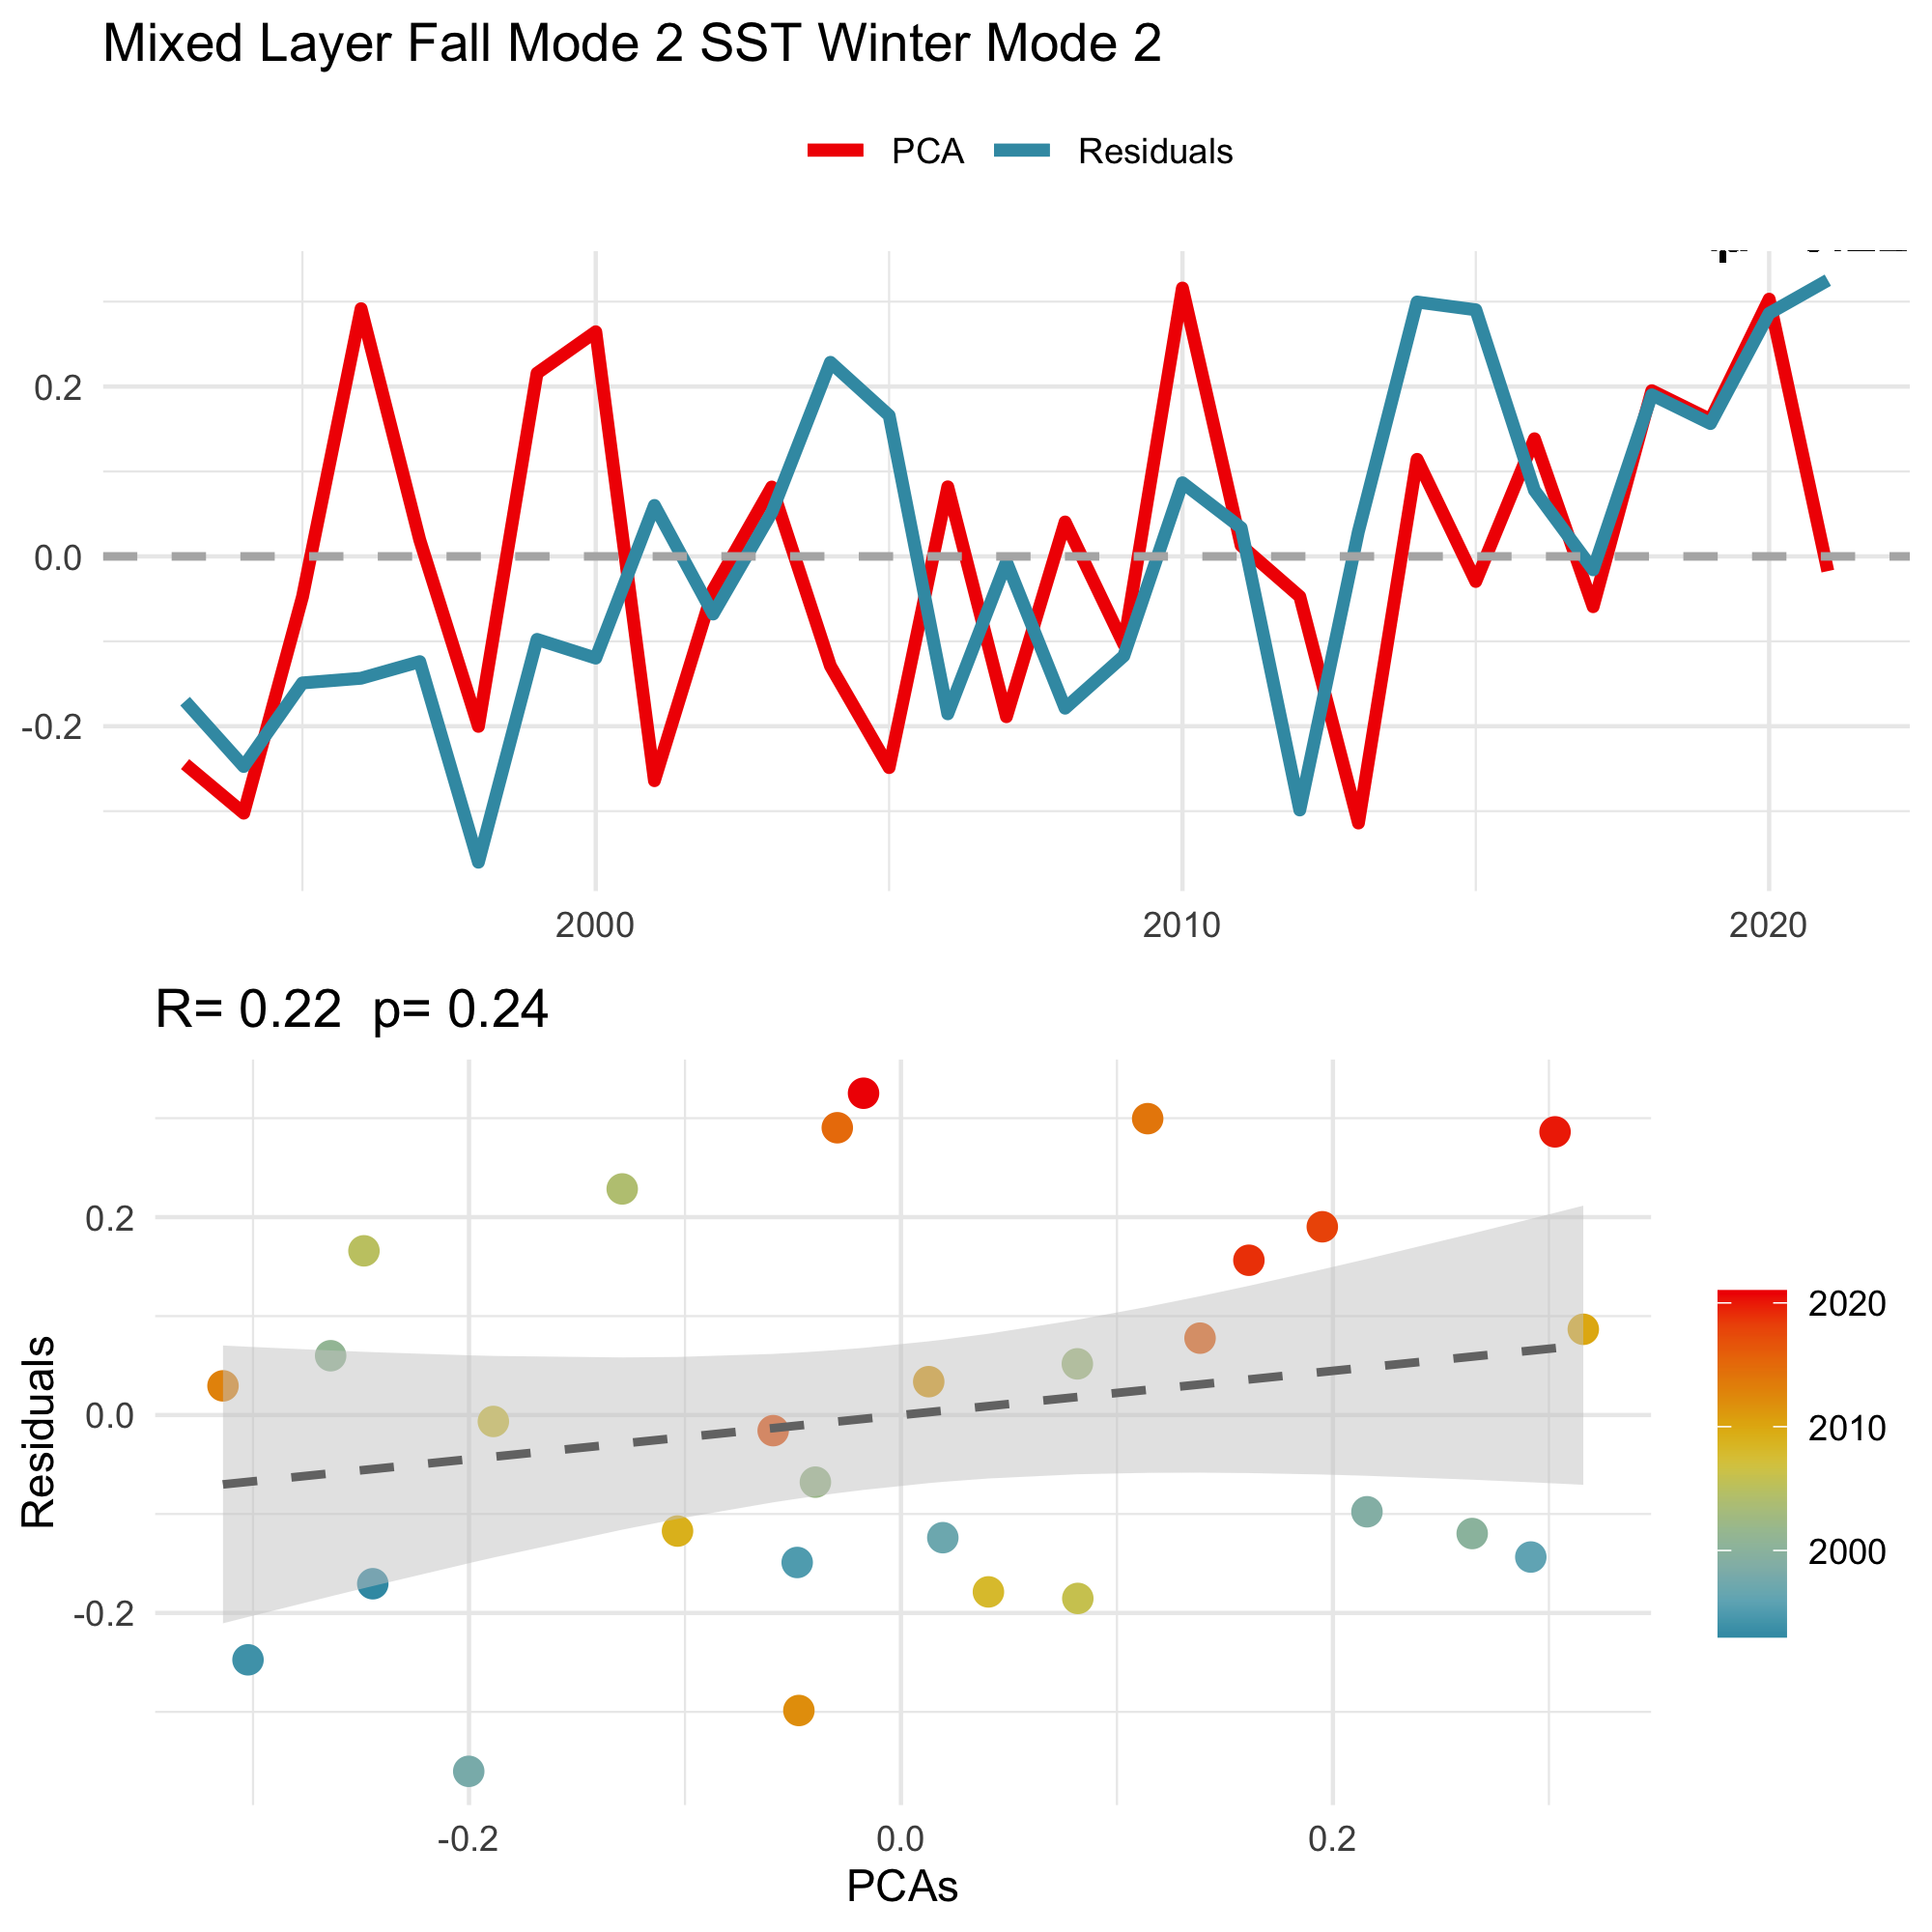 Mixed Layer Fall Mode 2 SST Winter Mode 2
PCA Residuals
0.2
0.0
-0.2
2000 2010 2020
R= 0.22 p= 0.24
Residuals
0.2
0.0
-0.2
-0.2 0.0 0.2
PCAs
2020
2010
2000